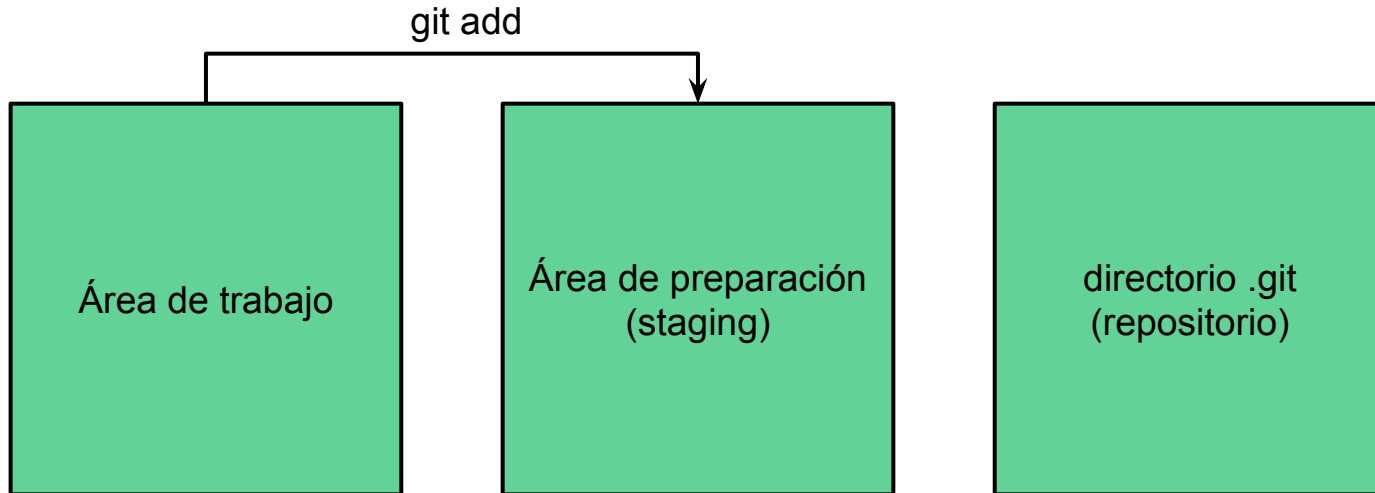 git add
Área de trabajo
Área de preparación
(staging)
directorio .git
(repositorio)